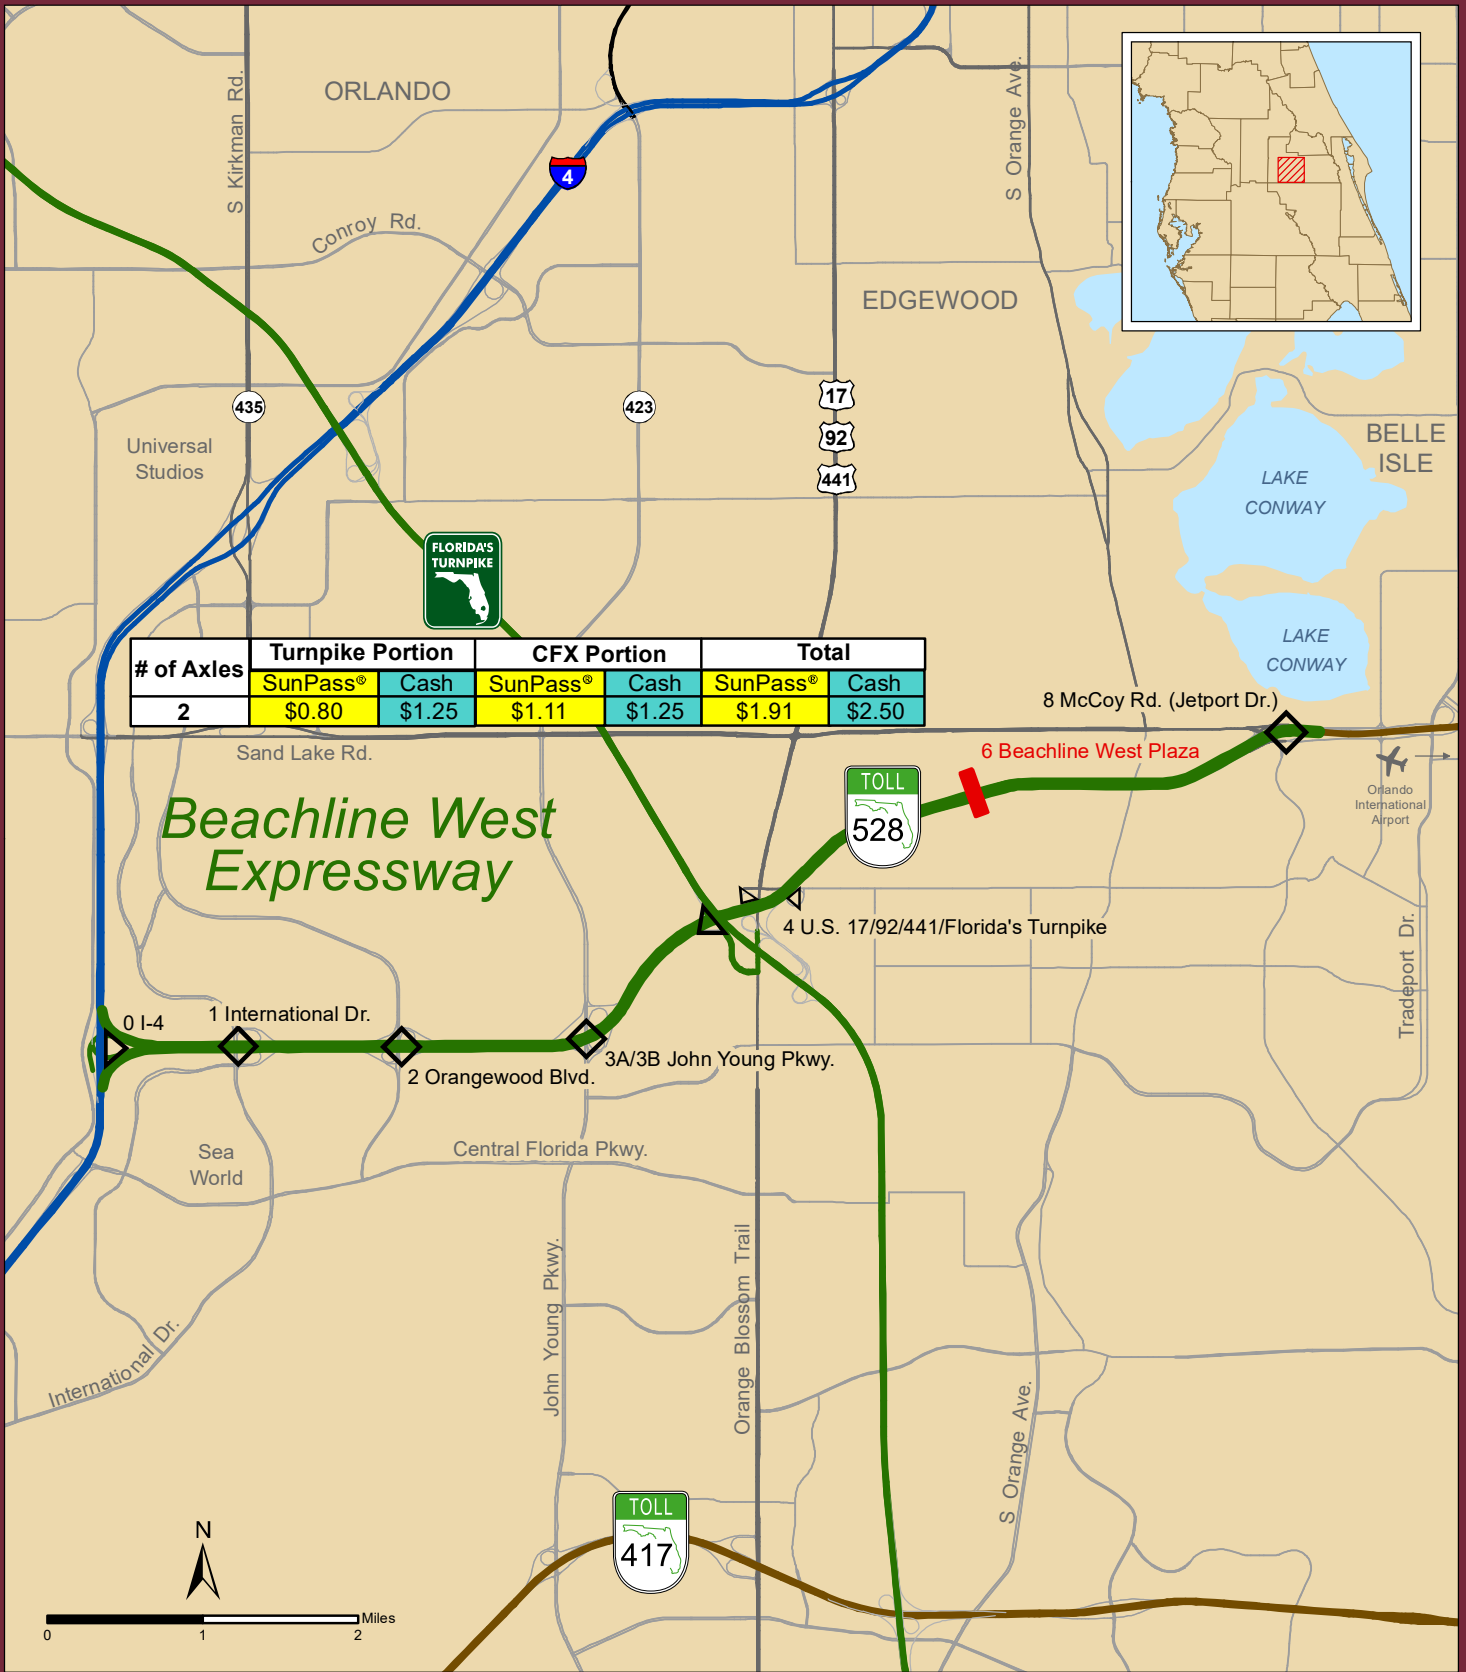 ORLANDO
S Kirkman Rd.
S Orange Ave.
4
Conroy Rd.
EDGEWOOD
435
423
17
92
441
Universal
Studios
BELLE
ISLE
LAKE
CONWAY
FLORIDA'S
TURNPIKE
LAKE
CONWAY
# of Axles Turnpike Portion CFX Portion Total
SunPass® Cash SunPass® Cash SunPass® Cash
2 $0.80 $1.25 $1.11 $1.25 $1.91 $2.50
8 McCoy Rd. (Jetport Dr.)
Sand Lake Rd.
6 Beachline West Plaza
TOLL
528
Orlando
International
Airport
Beachline West
Expressway
4 U.S. 17/92/441/Florida's Turnpike
Tradeport Dr.
0 I-4
1 International Dr.
2 Orangewood Blvd.
3A/3B John Young Pkwy.
Sea
World
Central Florida Pkwy.
John Young Pkwy.
Orange Blossom Trail
International Dr.
S Orange Ave.
TOLL
417
N
Miles
0 1 2